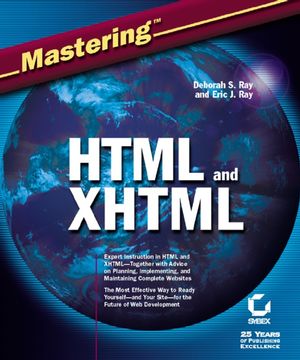 Mastering™
Deborah S. Ray
and Eric J. Ray
HTML and
XHTML
Expert Instruction in HTML and
XHTML—Together with Advice
on Planning, Implementing, and
Maintaining Complete Websites
The Most Effective Way to Ready
Yourself—and Your Site—for the
Future of Web Development
SYBEX
25 YEARS
OF PUBLISHING
EXCELLENCE